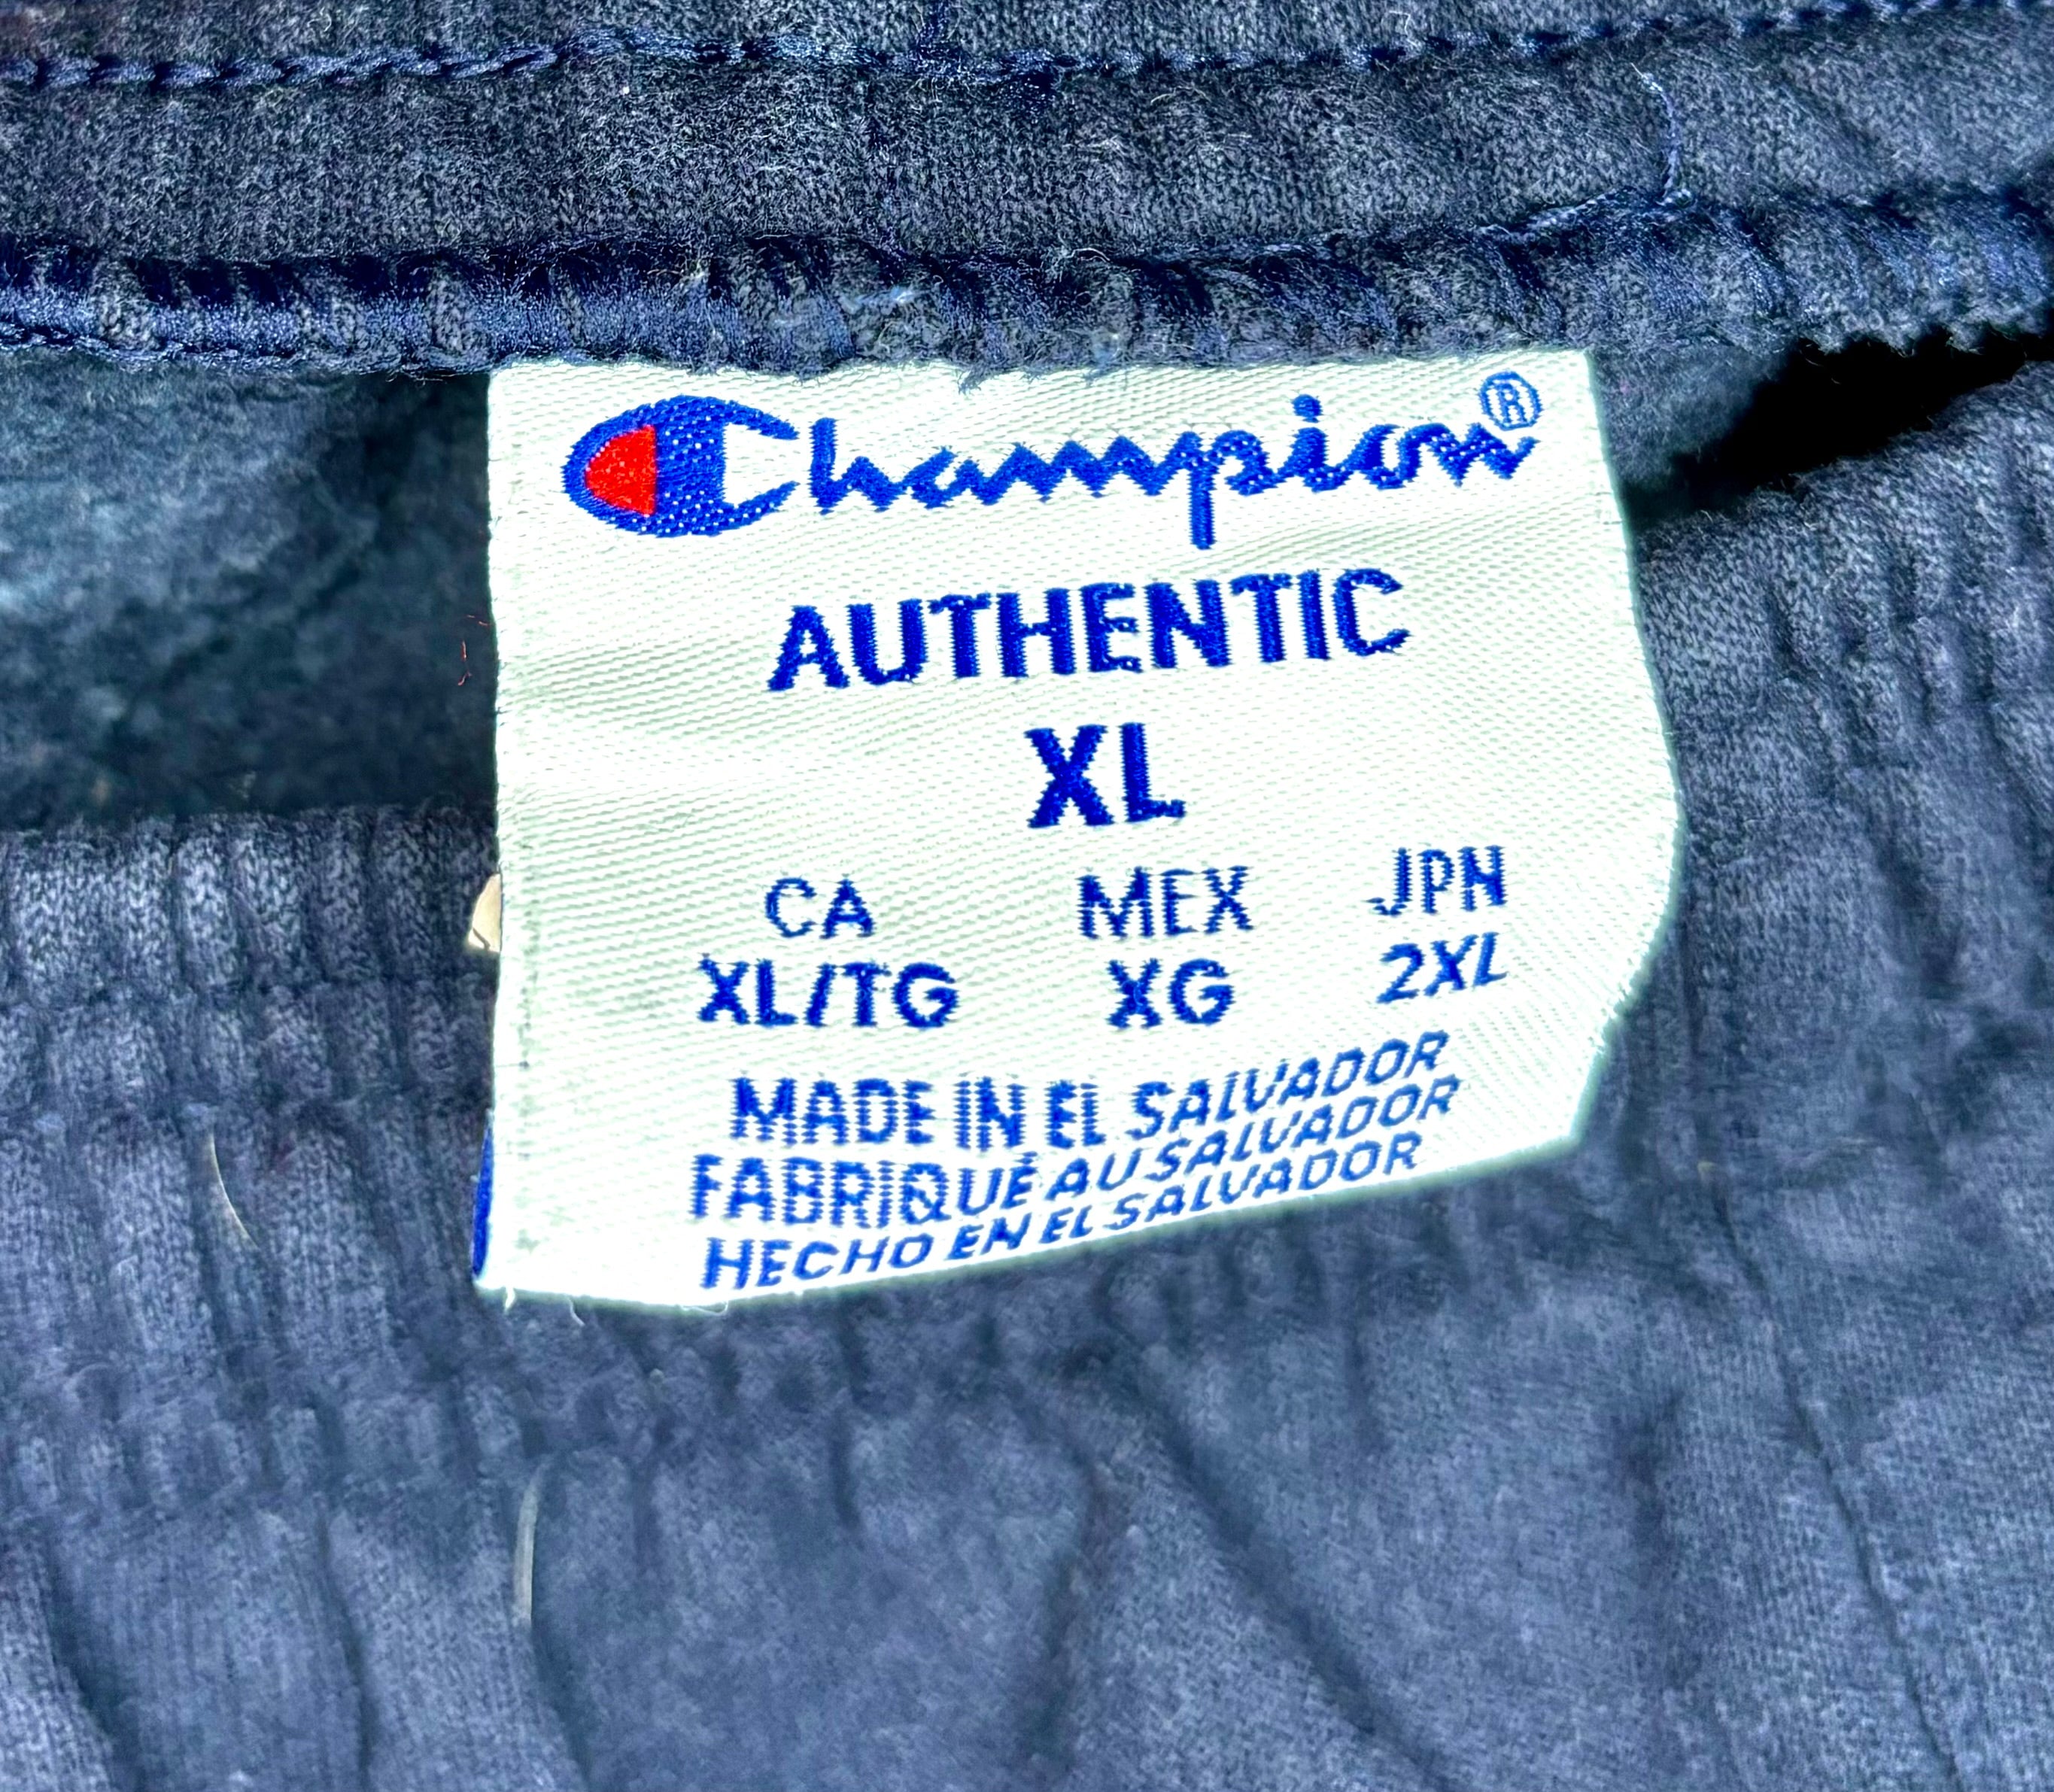 Champion®
AUTHENTIC
XL
CA MEX JPN
XL/TG XG 2XL
MADE IN EL SALVADOR
FABRIQUÉ AU SALVADOR
HECHO EN EL SALVADOR